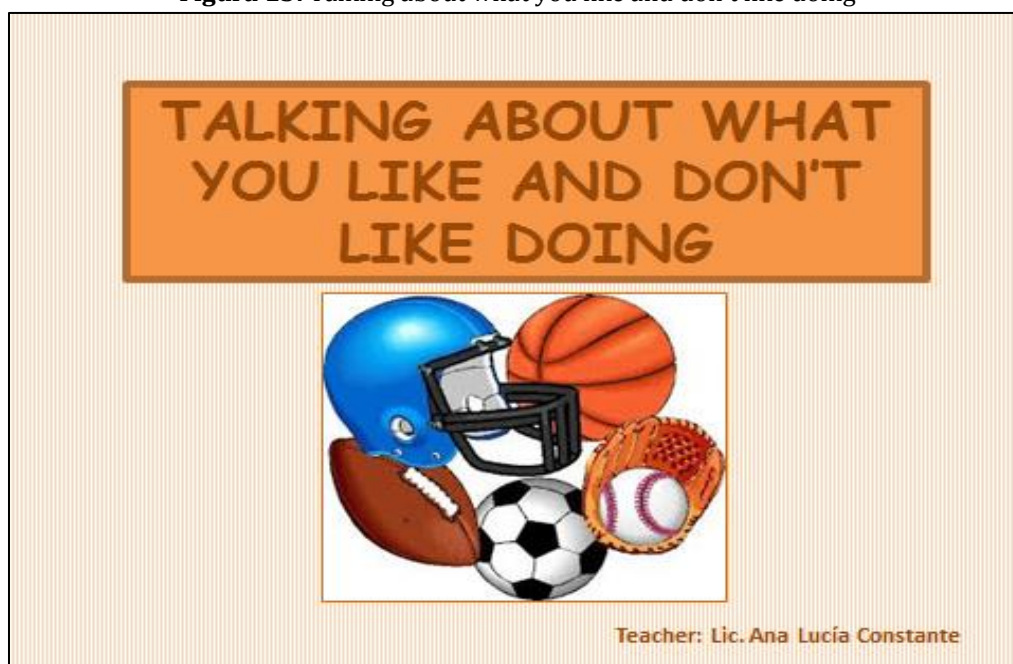 TALKING ABOUT WHAT
YOU LIKE AND DON'T
LIKE DOING
Teacher: Lic. Ana Lucía Constante